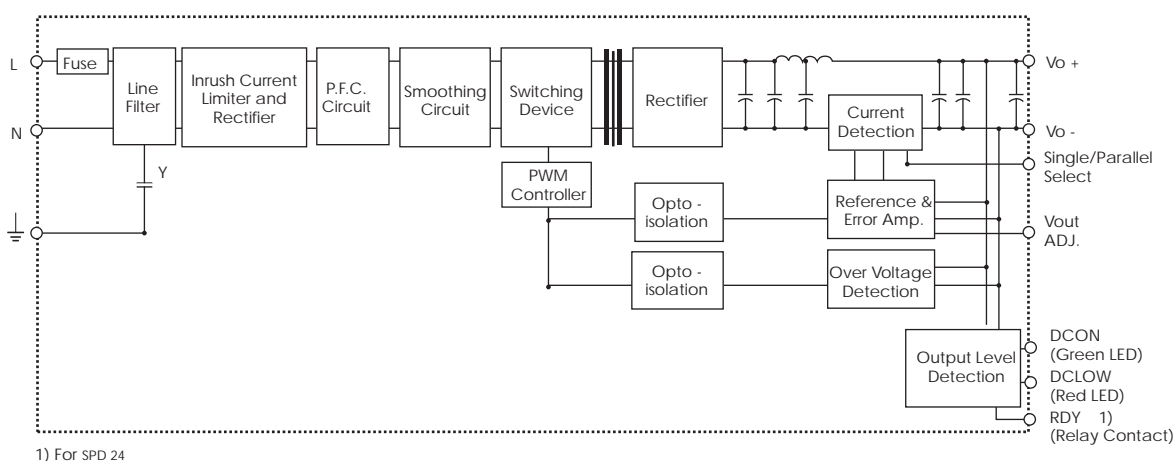 L
Fuse
Line
Filter
Inrush Current
Limiter and
Rectifier
P.F.C.
Circuit
Smoothing
Circuit
Switching
Device
Rectifier
Vo +
Current
Detection
N
Vo -
Single/Parallel
Select
Y
PWM
Controller
Opto -
isolation
Reference &
Error Amp.
Vout
ADJ.
Opto -
isolation
Over Voltage
Detection
Output Level
Detection
DCON
(Green LED)
DCLOW
(Red LED)
RDY 1)
(Relay Contact)
1) For SPD 24